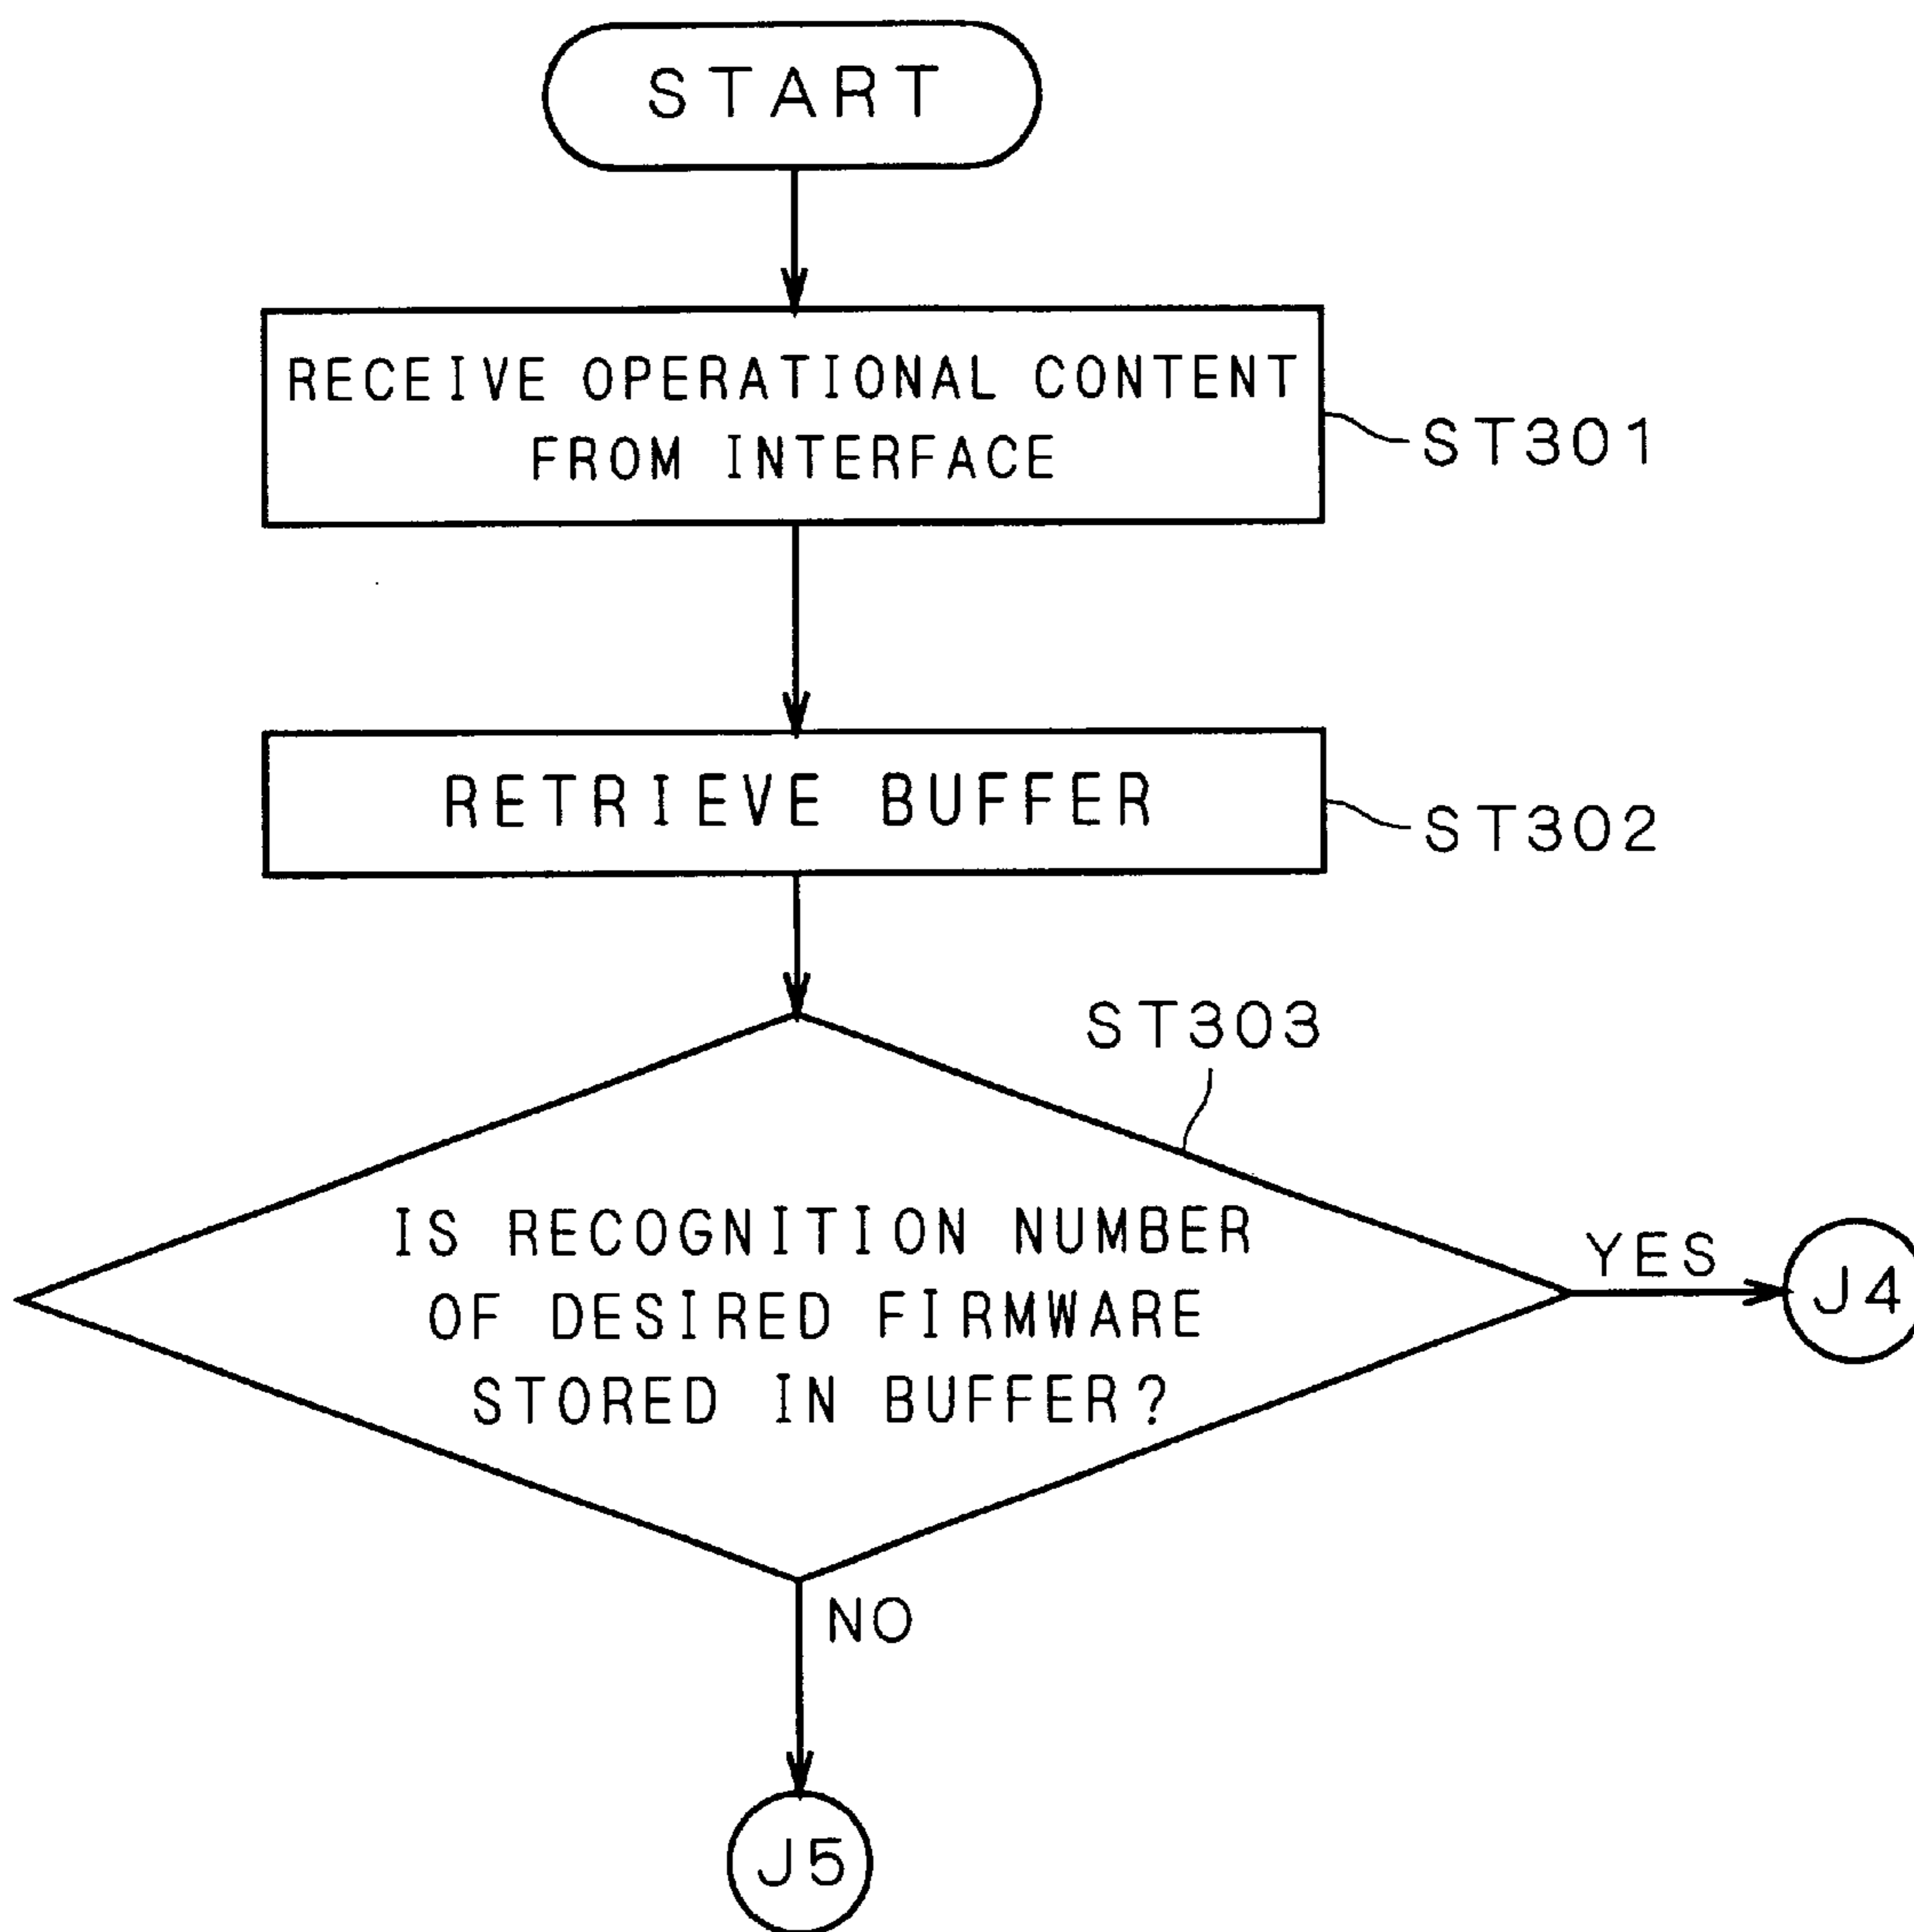 START
RECEIVE OPERATIONAL CONTENT
FROM INTERFACE
ST301
RETRIEVE BUFFER
ST302
ST303
IS RECOGNITION NUMBER
OF DESIRED FIRMWARE
STORED IN BUFFER?
YES
J4
NO
J5